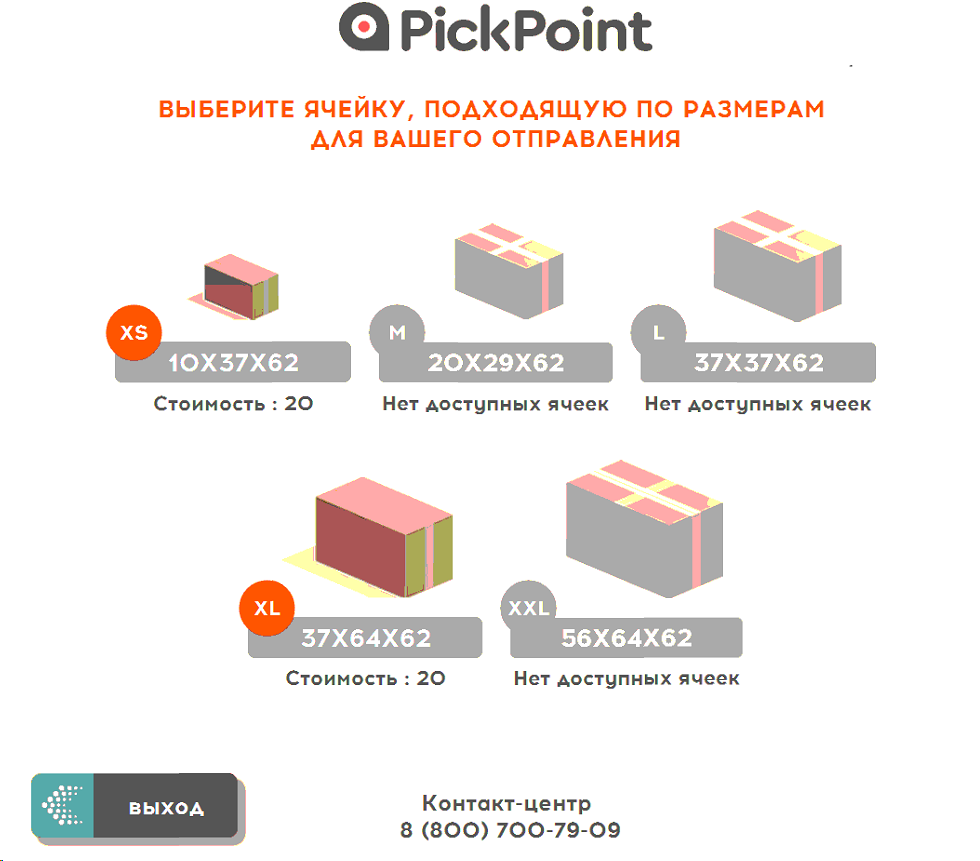 PickPoint
ВЫБЕРИТЕ ЯЧЕЙКУ, ПОДХОДЯЩУЮ ПО РАЗМЕРАМ
ДЛЯ ВАШЕГО ОТПРАВЛЕНИЯ
XS
10X37X62
Стоимость : 20
M
20X29X62
Нет доступных ячеек
L
37X37X62
Нет доступных ячеек
XL
37X64X62
Стоимость : 20
XXL
56X64X62
Нет доступных ячеек
ВЫХОД
Контакт-центр
8 (800) 700-79-09